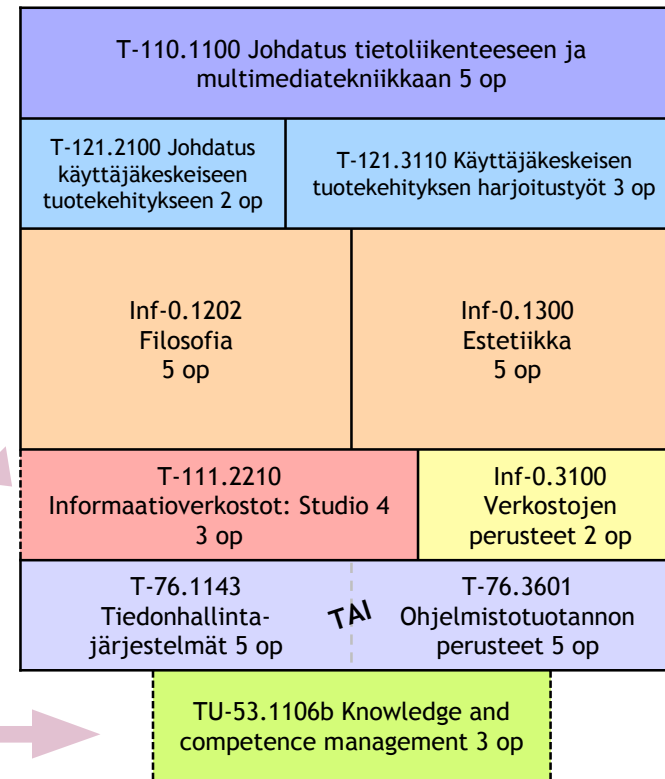 T-110.1100 Johdatus tietoliikenteeseen ja
multimediatekniikkaan 5 op
T-121.2100 Johdatus
käyttäjäkeskeiseen
tuotekehitykseen 2 op
T-121.3110 Käyttäjäkeskeisen
tuotekehityksen harjoitustyöt 3 op
Inf-0.1202
Filosofia
5 op
Inf-0.1300
Estetiikka
5 op
T-111.2210
Informaatioverkostot: Studio 4
3 op
Inf-0.3100
Verkostojen
perusteet 2 op
T-76.1143
Tiedonhallinta-
järjestelmät 5 op
TAI
T-76.3601
Ohjelmistotuotannon
perusteet 5 op
TU-53.1106b Knowledge and
competence management 3 op